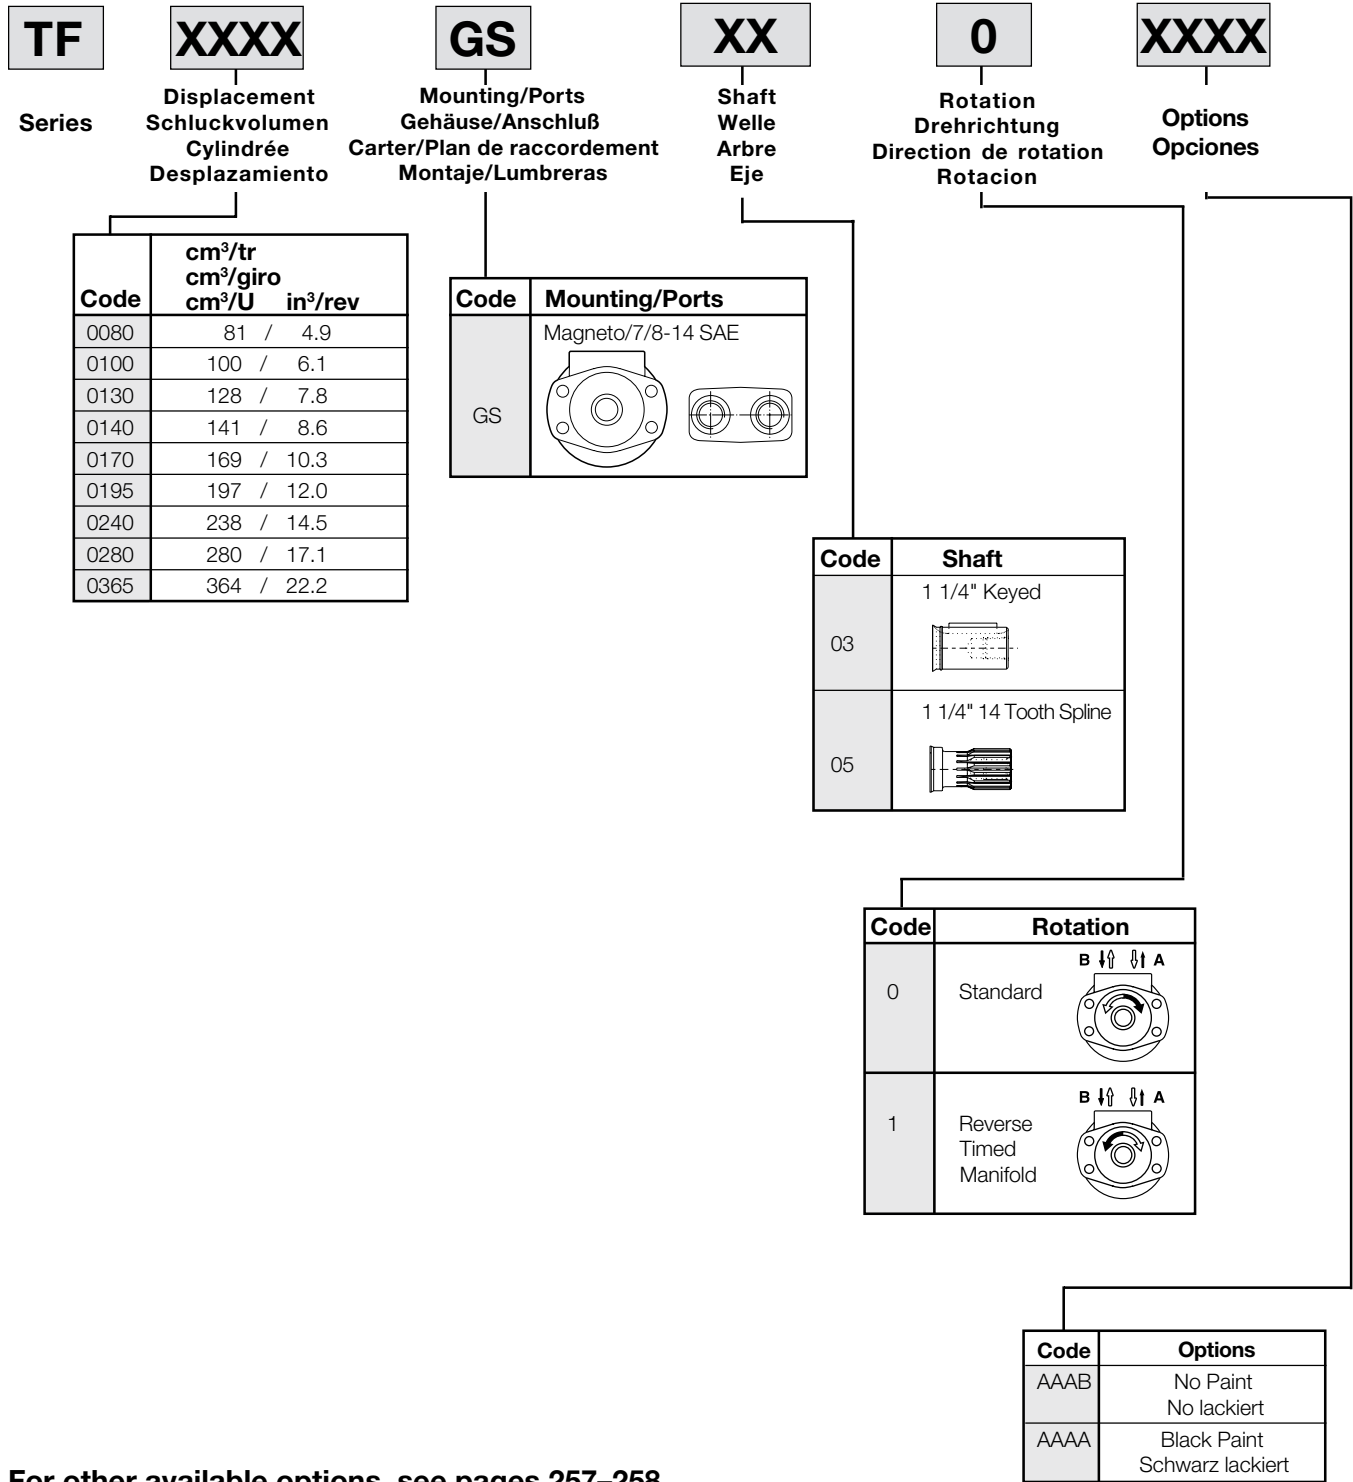 TF XXXX GS XX 0 XXXX
Series
Displacement
Schluckvolumen
Cylindrée
Desplazamiento
Mounting/Ports
Gehäuse/Anschluß
Carter/Plan de raccordement
Montaje/Lumbreras
Shaft
Welle
Arbre
Eje
Rotation
Drehrichtung
Direction de rotation
Rotacion
Options
Opciones
cm³/tr
cm³/giro
Code cm³/U in³/rev
0080 81 / 4.9
0100 100 / 6.1
0130 128 / 7.8
0140 141 / 8.6
0170 169 / 10.3
0195 197 / 12.0
0240 238 / 14.5
0280 280 / 17.1
0365 364 / 22.2
Code Mounting/Ports
Magneto/7/8-14 SAE
GS
Code Shaft
1 1/4" Keyed
03
1 1/4" 14 Tooth Spline
05
Code Rotation
B A
0 Standard
B A
1 Reverse
Timed
Manifold
Code Options
AAAB No Paint
No lackiert
AAAA Black Paint
Schwarz lackiert
For other available options, see pages 257–258